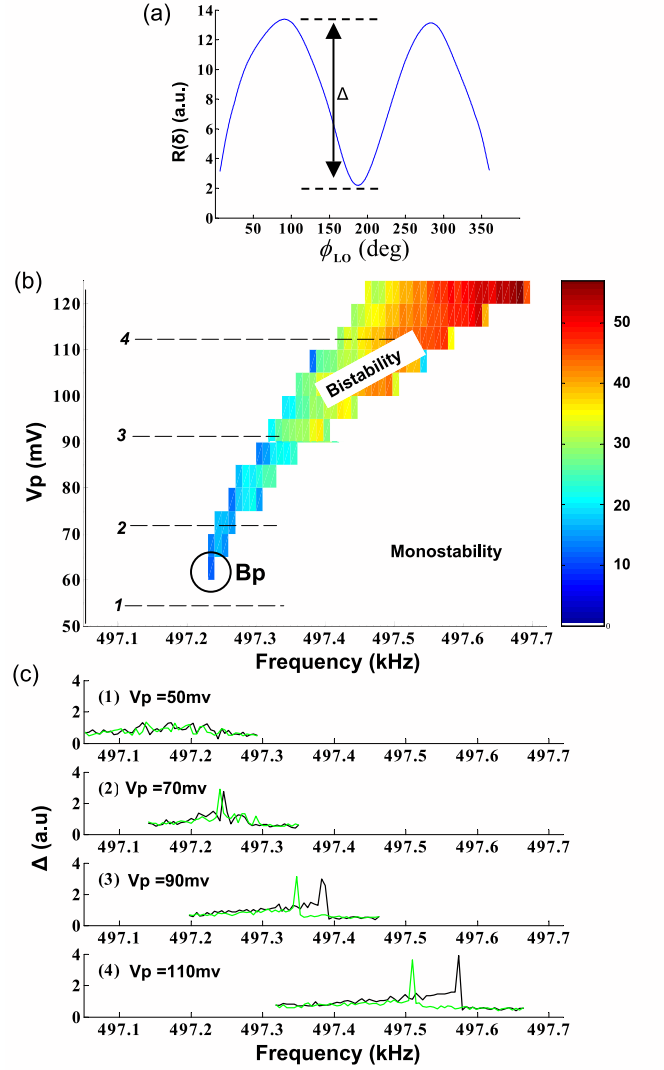 (a)
R(δ) (a.u.)
14
12
10
8
6
4
2
0
Δ
50 100 150 200 250 300 350
ϕLO (deg)
(b)
Vp (mV)
120
110
100
90
80
70
60
50
4
3
2
1
Bistability
Monostability
Bp
497.1 497.2 497.3 497.4 497.5 497.6 497.7
Frequency (kHz)
50
40
30
20
10
0
(c)
Δ (a.u)
4
2
0
(1) Vp =50mv
497.1 497.2 497.3 497.4 497.5 497.6 497.7
4
2
0
(2) Vp =70mv
497.1 497.2 497.3 497.4 497.5 497.6 497.7
4
2
0
(3) Vp =90mv
497.1 497.2 497.3 497.4 497.5 497.6 497.7
4
2
0
(4) Vp =110mv
497.1 497.2 497.3 497.4 497.5 497.6 497.7
Frequency (kHz)